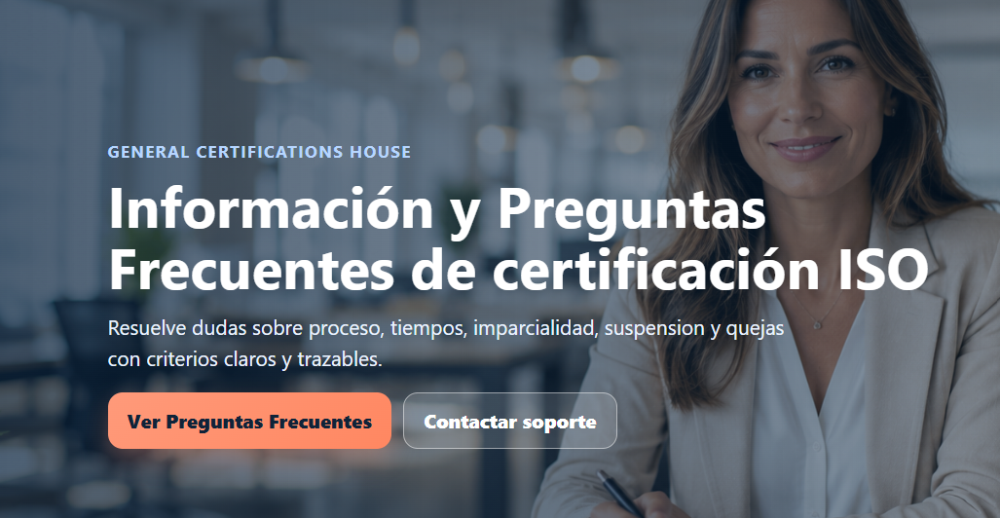 GENERAL CERTIFICATIONS HOUSE
Información y Preguntas
Frecuentes de certificación ISO
Resuelve dudas sobre proceso, tiempos, imparcialidad, suspension y quejas
con criterios claros y trazables.
Ver Preguntas Frecuentes
Contactar soporte